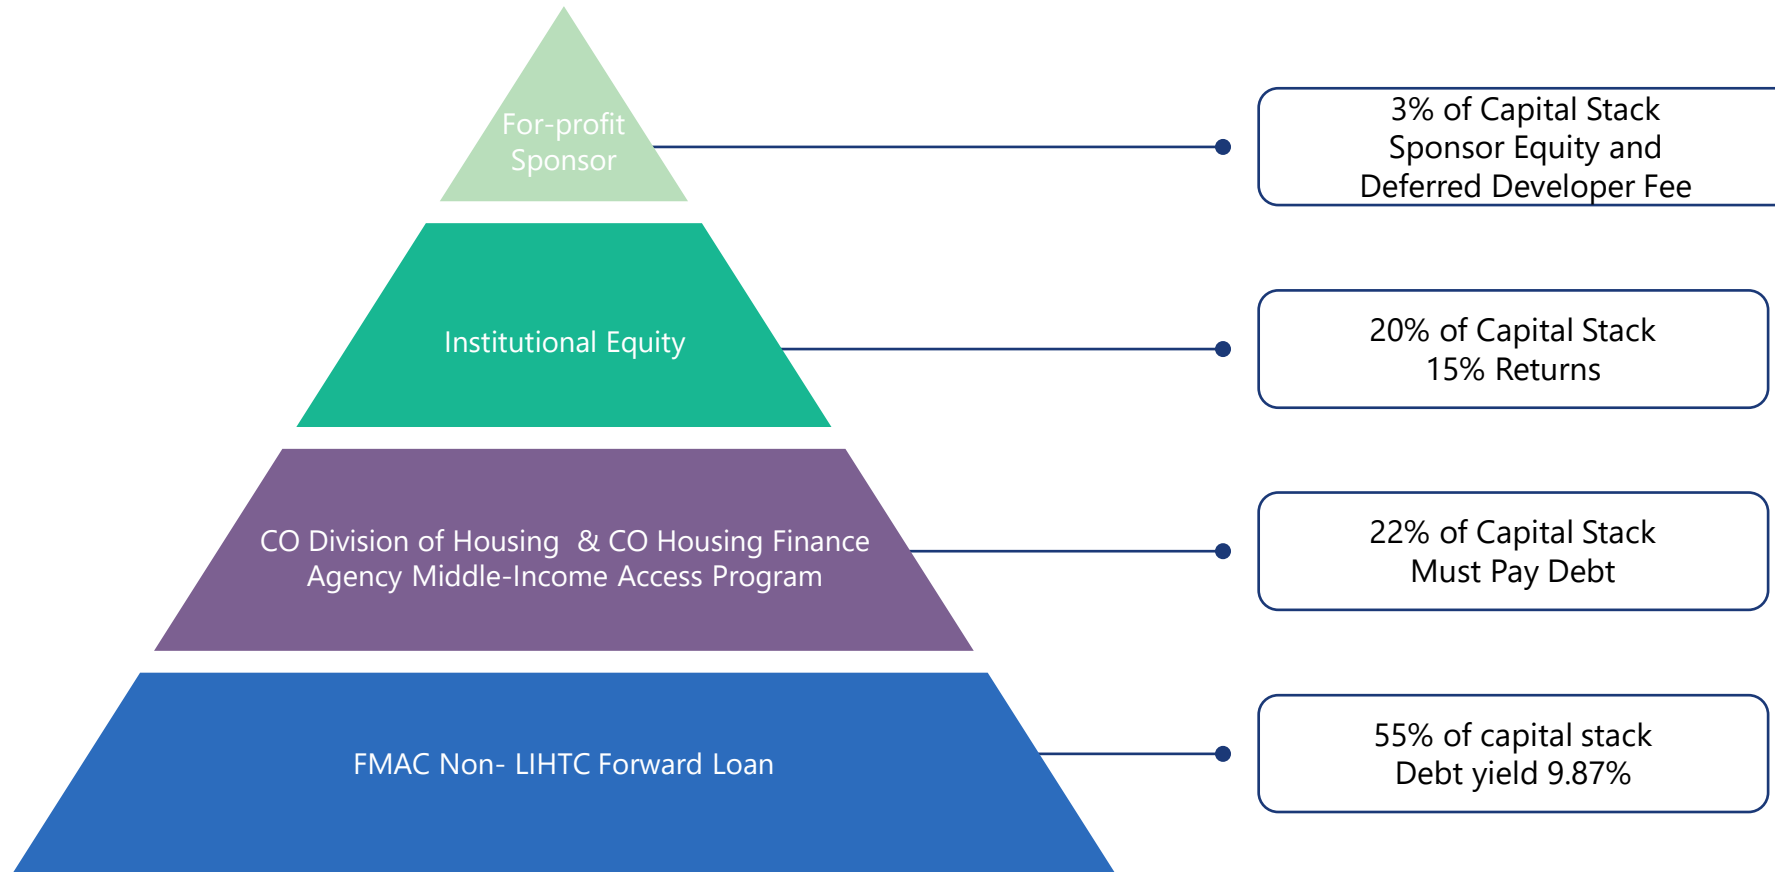 For-profit
Sponsor
3% of Capital Stack
Sponsor Equity and
Deferred Developer Fee
Institutional Equity
20% of Capital Stack
15% Returns
CO Division of Housing  & CO Housing Finance
Agency Middle-Income Access Program
22% of Capital Stack
Must Pay Debt
FMAC Non- LIHTC Forward Loan
55% of capital stack
Debt yield 9.87%